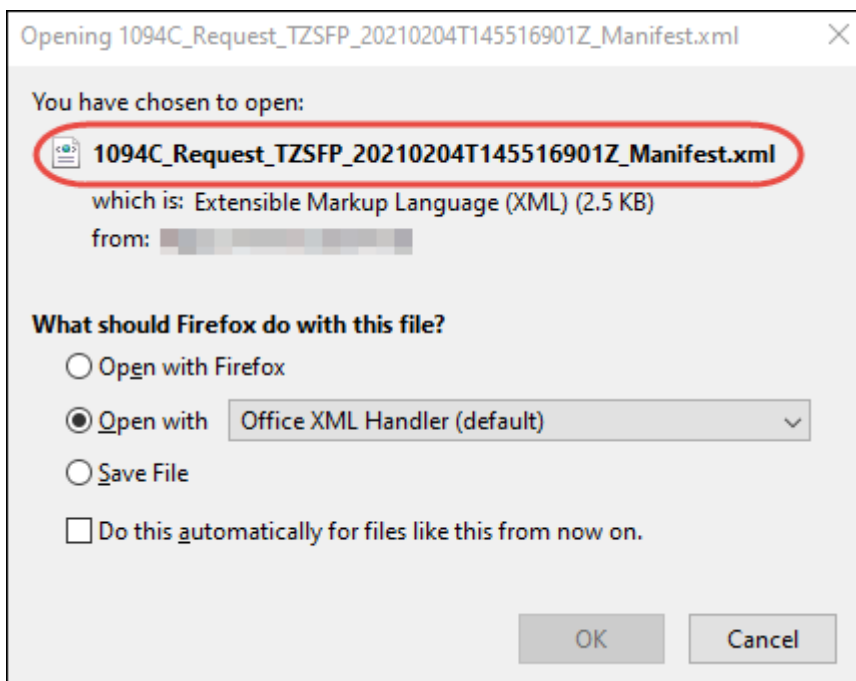 Opening 1094C_Request_TZSFP_20210204T145516901Z_Manifest.xml
You have chosen to open:
1094C_Request_TZSFP_20210204T145516901Z_Manifest.xml
which is: Extensible Markup Language (XML) (2.5 KB)
from:
What should Firefox do with this file?
Open with Firefox
Open with Office XML Handler (default)
Save File
Do this automatically for files like this from now on.
OK Cancel